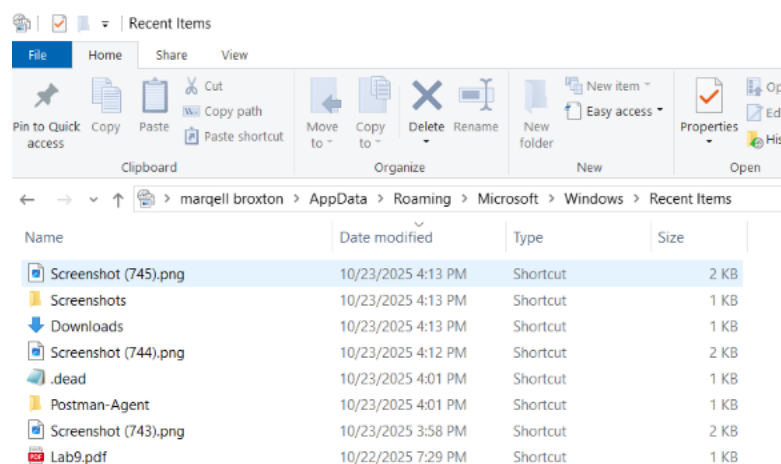 Recent Items
File Home Share View
Pin to Quick access
Copy
Paste
Cut
Copy path
Paste shortcut
Move to
Copy to
Delete
Rename
New folder
New item
Easy access
Properties
Clipboard Organize New Open
marqell broxton > AppData > Roaming > Microsoft > Windows > Recent Items
Name Date modified Type Size
Screenshot (745).png 10/23/2025 4:13 PM Shortcut 2 KB
Screenshots 10/23/2025 4:13 PM Shortcut 1 KB
Downloads 10/23/2025 4:13 PM Shortcut 1 KB
Screenshot (744).png 10/23/2025 4:12 PM Shortcut 2 KB
.dead 10/23/2025 4:01 PM Shortcut 1 KB
Postman-Agent 10/23/2025 4:01 PM Shortcut 1 KB
Screenshot (743).png 10/23/2025 3:58 PM Shortcut 2 KB
Lab9.pdf 10/22/2025 7:29 PM Shortcut 1 KB